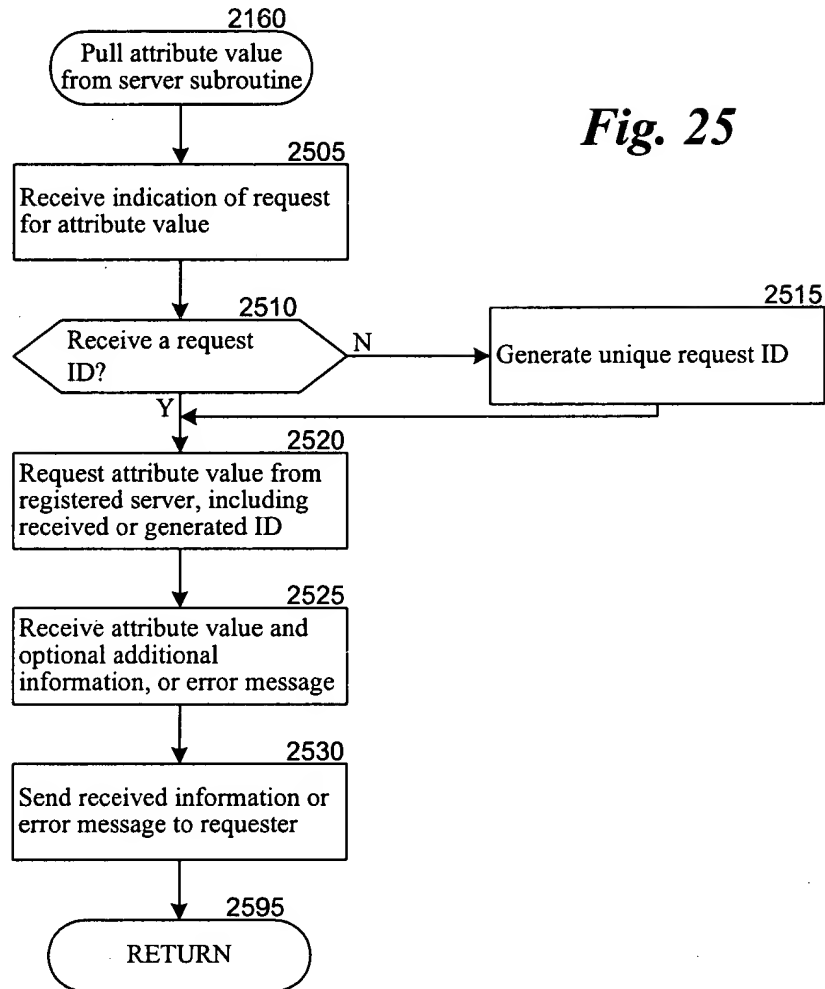 2160
Pull attribute value
from server subroutine
Fig. 25
2505
Receive indication of request
for attribute value
2510
Receive a request
ID?
N
2515
Generate unique request ID
Y
2520
Request attribute value from
registered server, including
received or generated ID
2525
Receive attribute value and
optional additional
information, or error message
2530
Send received information or
error message to requester
2595
RETURN